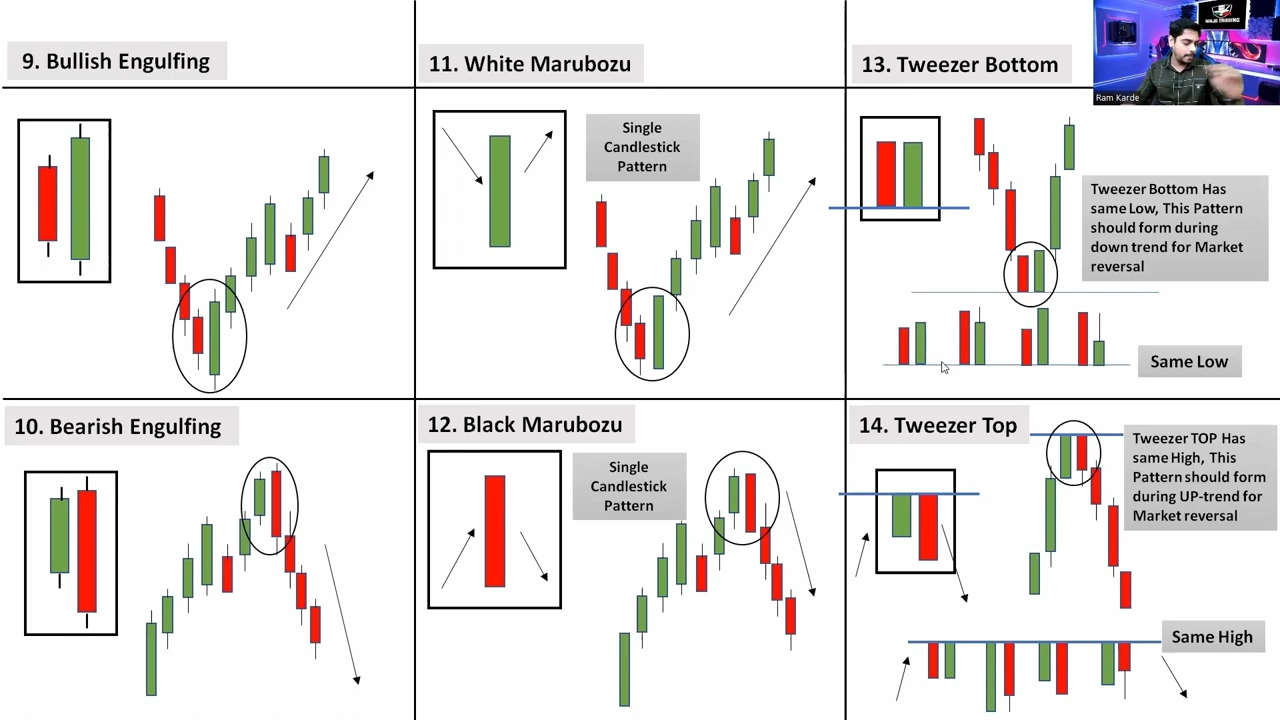 9. Bullish Engulfing
11. White Marubozu
Single
Candlestick
Pattern
13. Tweezer Bottom
NINJA TRADING
Ram Karde
Tweezer Bottom Has
same Low, This Pattern
should form during
down trend for Market
reversal
Same Low
10. Bearish Engulfing
12. Black Marubozu
Single
Candlestick
Pattern
14. Tweezer Top
Tweezer TOP Has
same High, This
Pattern should form
during UP-trend for
Market reversal
Same High